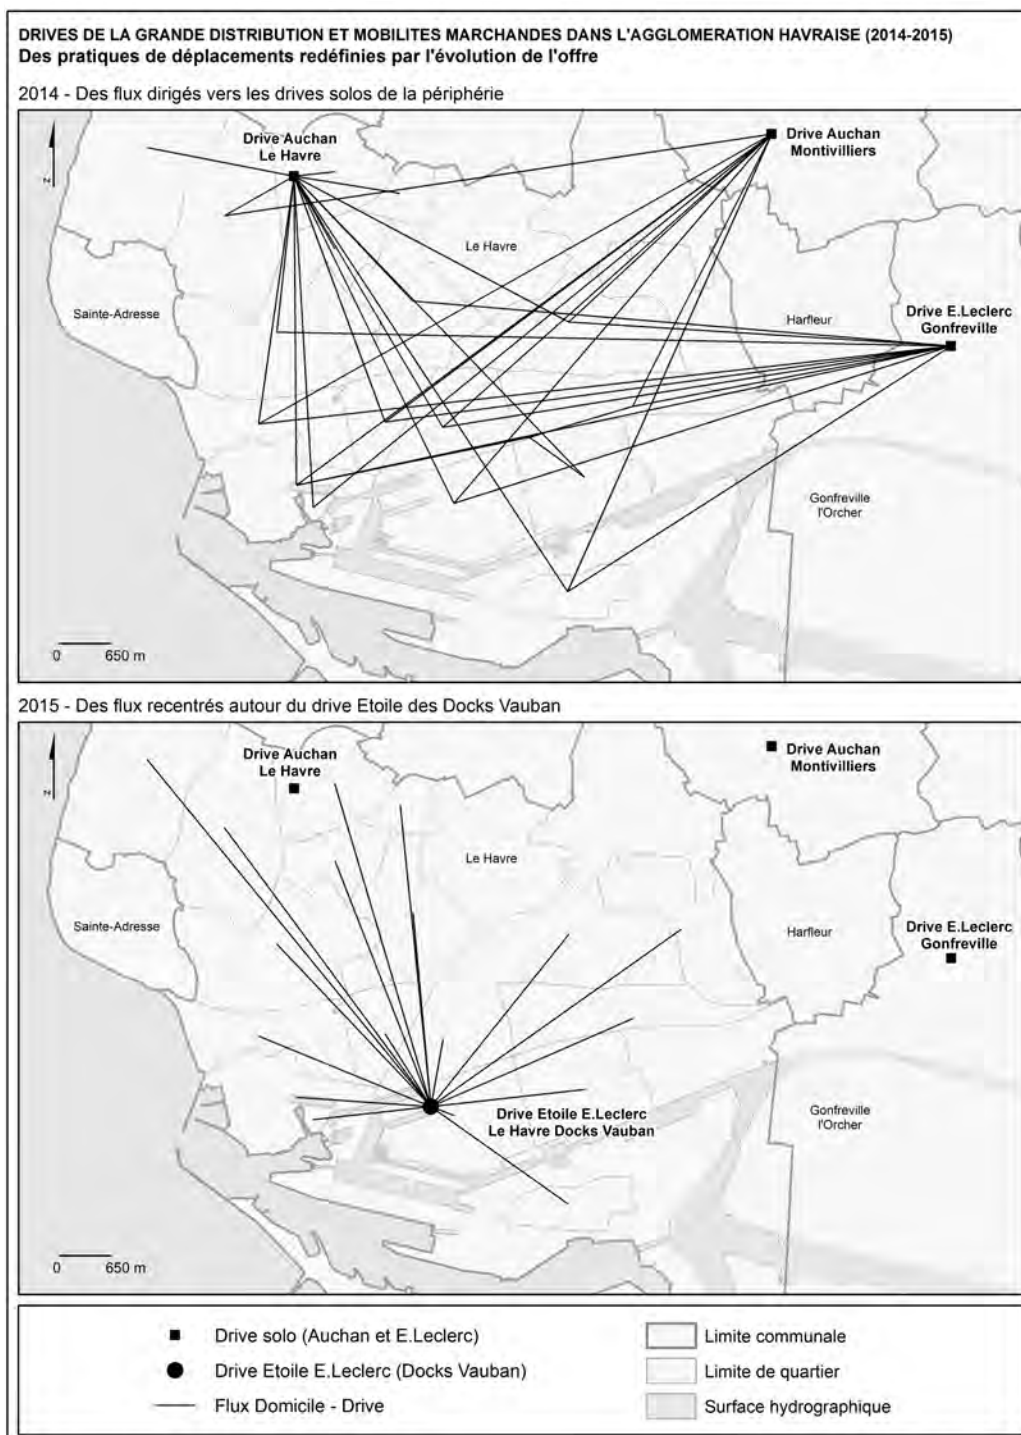 DRIVES DE LA GRANDE DISTRIBUTION ET MOBILITES MARCHANDES DANS L'AGGLOMERATION HAVRAISE (2014-2015)
Des pratiques de déplacements redéfinies par l'évolution de l'offre
2014 - Des flux dirigés vers les drives solos de la périphérie
N
Drive Auchan
Le Havre
Drive Auchan
Montivilliers
Le Havre
Sainte-Adresse
Harfleur
Drive E.Leclerc
Gonfreville
Gonfreville
l'Orcher
0 650 m
2015 - Des flux recentrés autour du drive Etoile des Docks Vauban
N
Drive Auchan
Le Havre
Drive Auchan
Montivilliers
Le Havre
Sainte-Adresse
Harfleur
Drive E.Leclerc
Gonfreville
Drive Etoile E.Leclerc
Le Havre Docks Vauban
Gonfreville
l'Orcher
0 650 m
Drive solo (Auchan et E.Leclerc)
Limite communale
Drive Etoile E.Leclerc (Docks Vauban)
Limite de quartier
Flux Domicile - Drive
Surface hydrographique